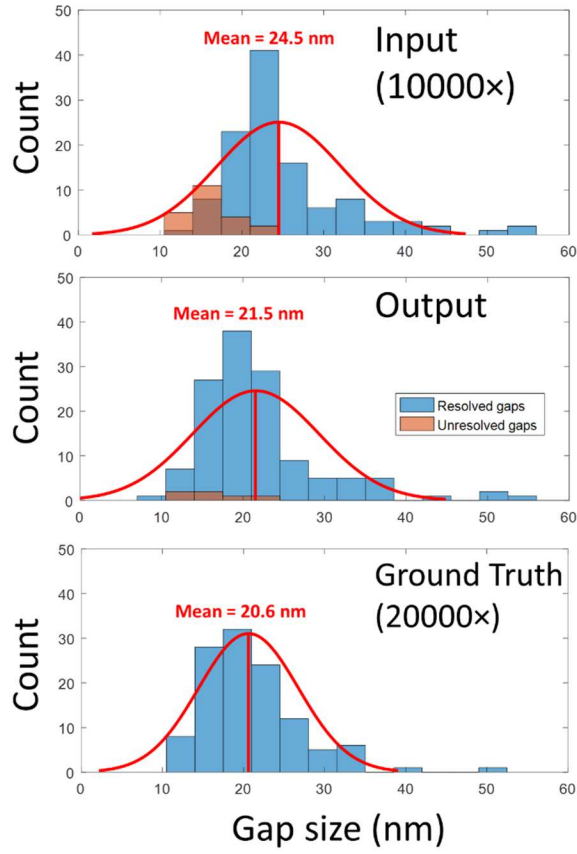 50
Mean = 24.5 nm
Input
(10000×)
40
30
20
10
0
Count
0 10 20 30 40 50 60
50
Output
Mean = 21.5 nm
40
30
20
10
0
Count
Resolved gaps
Unresolved gaps
0 10 20 30 40 50 60
50
Ground Truth
(20000×)
Mean = 20.6 nm
40
30
20
10
0
Count
0 10 20 30 40 50 60
Gap size (nm)